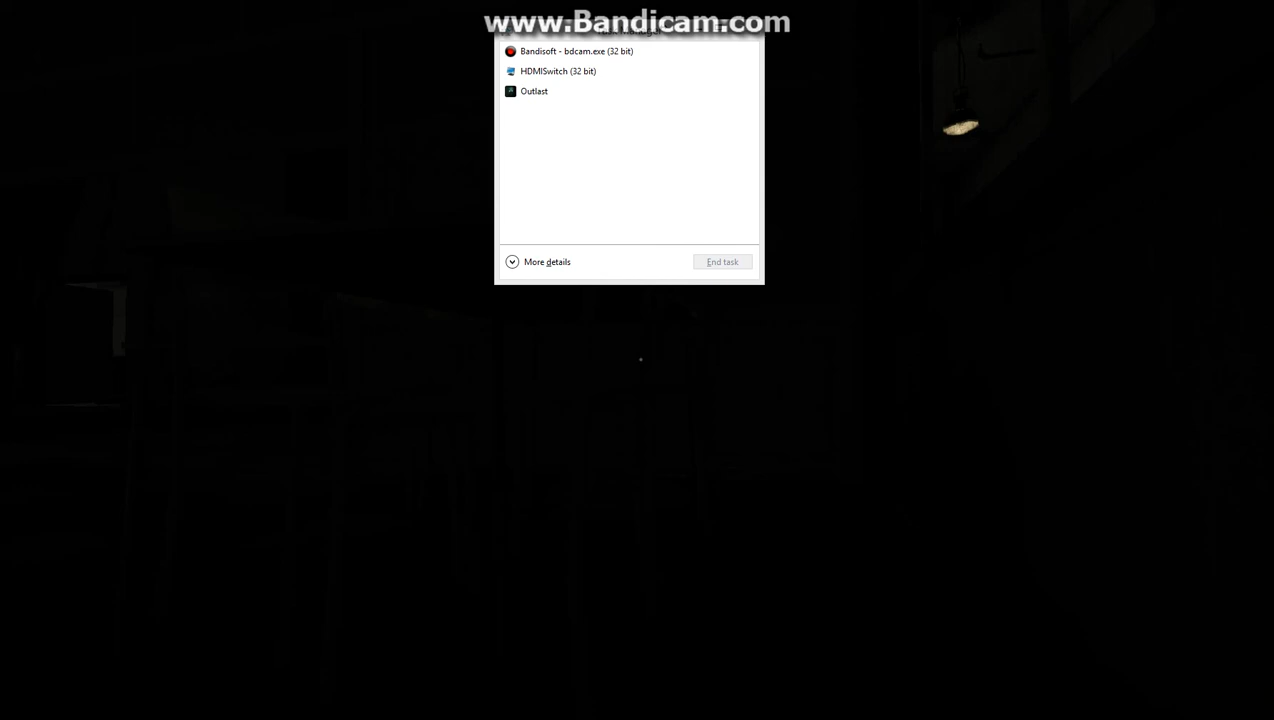 www.Bandicam.com
Bandisoft - bdcam.exe (32 bit)
HDMISwitch (32 bit)
Outlast
More details
End task